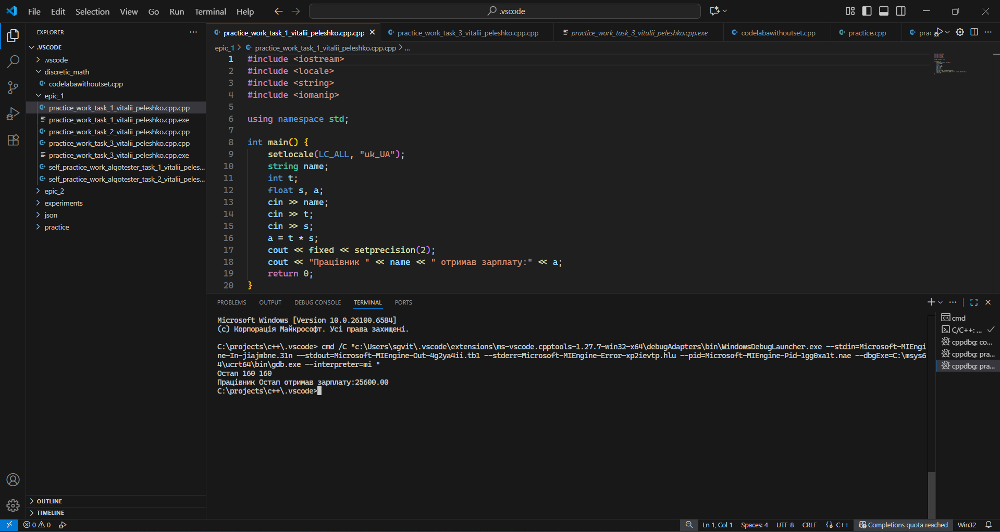 File Edit Selection View Go Run Terminal Help
.vscode
EXPLORER
.VSCODE
.vscode
discretic_math
codelabawithoutset.cpp
epic_1
practice_work_task_1_vitalii_peleshko.cpp.cpp
practice_work_task_1_vitalii_peleshko.cpp.exe
practice_work_task_2_vitalii_peleshko.cpp.cpp
practice_work_task_3_vitalii_peleshko.cpp.cpp
practice_work_task_3_vitalii_peleshko.cpp.exe
self_practice_work_algotester_task_1_vitalii_peles...
self_practice_work_algotester_task_2_vitalii_peles...
epic_2
experiments
json
practice
OUTLINE
TIMELINE
practice_work_task_1_vitalii_peleshko.cpp.cpp practice_work_task_3_vitalii_peleshko.cpp.cpp practice_work_task_3_vitalii_peleshko.cpp.exe codelabawithoutset.cpp practice.cpp prac
epic_1 > practice_work_task_1_vitalii_peleshko.cpp.cpp > ...
1 #include <iostream>
2 #include <locale>
3 #include <string>
4 #include <iomanip>
5
6 using namespace std;
7
8 int main() {
9 setlocale(LC_ALL, "uk_UA");
10 string name;
11 int t;
12 float s, a;
13 cin >> name;
14 cin >> t;
15 cin >> s;
16 a = t * s;
17 cout << fixed << setprecision(2);
18 cout << "Працівник " << name << " отримав зарплату:" << a;
19 return 0;
20 }
PROBLEMS OUTPUT DEBUG CONSOLE TERMINAL PORTS
Microsoft Windows [Version 10.0.26100.6584]
(c) Корпорація Майкрософт. Усі права захищені.
C:\projects\c++\.vscode> cmd /C "c:\Users\sgvit\.vscode\extensions\ms-vscode.cpptools-1.27.7-win32-x64\debugAdapters\bin\WindowsDebugLauncher.exe --stdin=Microsoft-MIEngi
ne-In-jiajmbne.31n --stdout=Microsoft-MIEngine-Out-4g2ya4ii.tb1 --stderr=Microsoft-MIEngine-Error-xp2ievtp.hlu --pid=Microsoft-MIEngine-Pid-1gg0xa1t.nae --dbgExe=C:\msys6
4\ucrt64\bin\gdb.exe --interpreter=mi "
Остап 160 160
Працівник Остап отримав зарплату:25600.00
C:\projects\c++\.vscode>
cmd
C/C++: ...
cppdbg: co...
cppdbg: pra...
cppdbg: pra...
0 0
Ln 1, Col 1 Spaces: 4 UTF-8 CRLF {} C++ Completions quota reached Win32